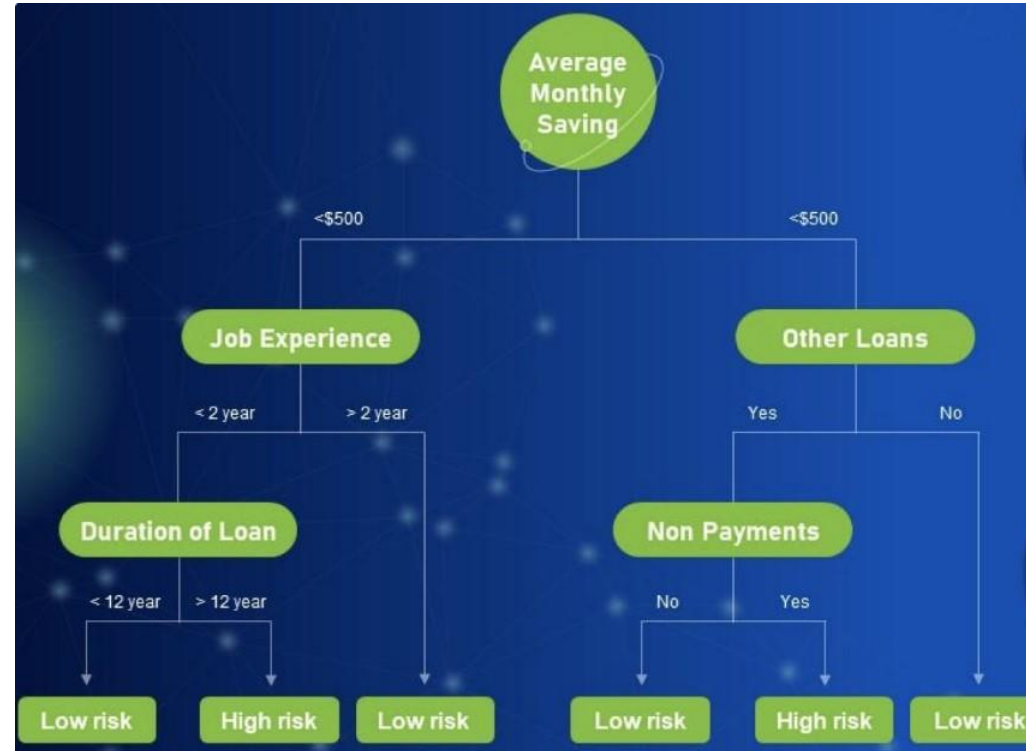 Average
Monthly
Saving
<$500
<$500
Job Experience
Other Loans
< 2 year
> 2 year
Yes
No
Duration of Loan
Non Payments
< 12 year
> 12 year
No
Yes
Low risk
High risk
Low risk
Low risk
High risk
Low risk